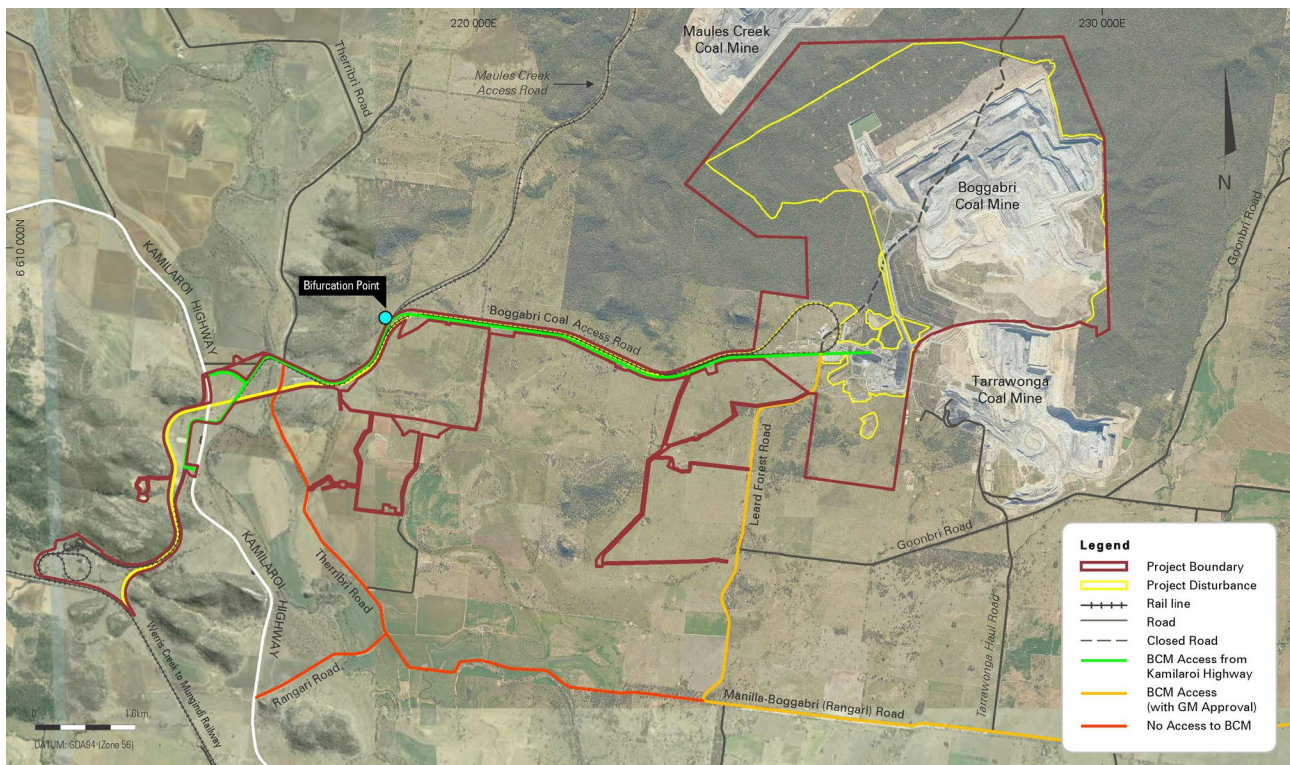 220 000E
230 000E
Maules Creek
Coal Mine
Therribri Road
Maules Creek
Access Road
Boggabri
Coal Mine
N
Goonbri Road
6 610 000N
KAMILAROI HIGHWAY
Bifurcation Point
Boggabri Coal Access Road
Tarrawonga
Coal Mine
Leard Forest Road
Goonbri Road
KAMILAROI HIGHWAY
Therribri Road
Rangari Road
Werris Creek to Mungindi Railway
Manilla-Boggabri (Rangari) Road
Tarrawonga Haul Road
0 1.6km
DATUM: GDA94 (Zone 56)
Legend
Project Boundary
Project Disturbance
Rail line
Road
Closed Road
BCM Access from
Kamilaroi Highway
BCM Access
(with GM Approval)
No Access to BCM